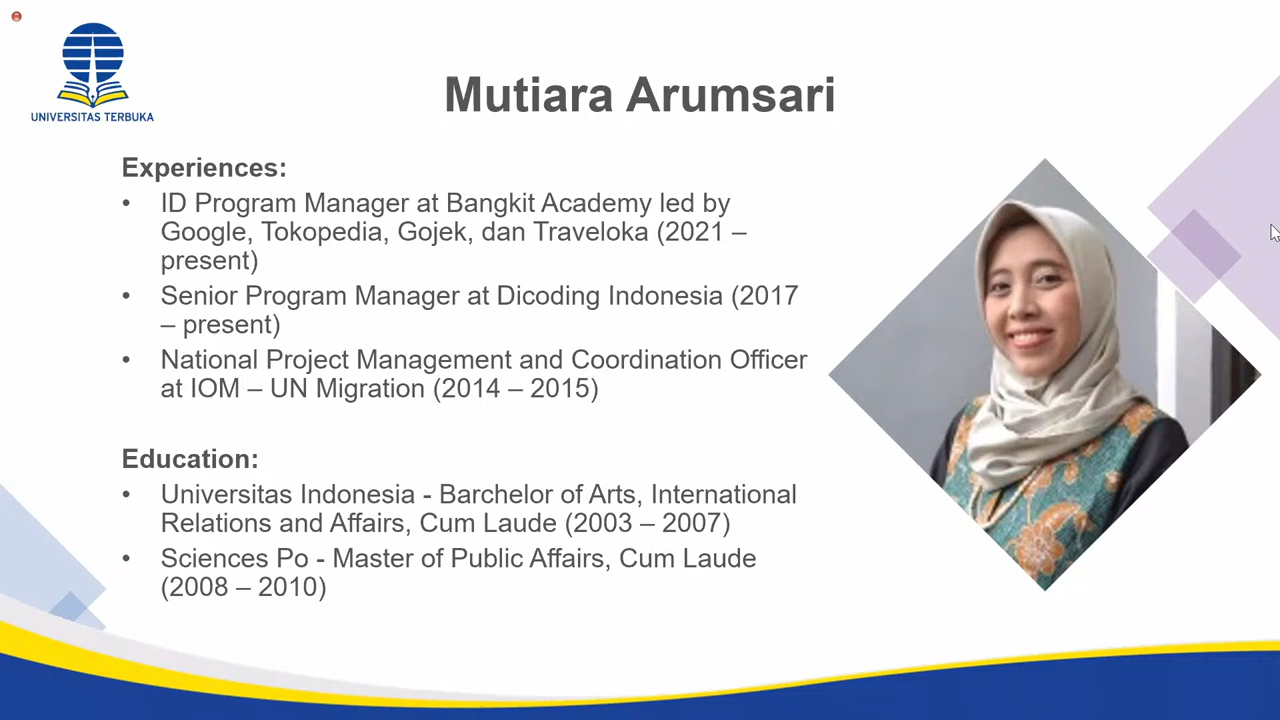 UNIVERSITAS TERBUKA
Mutiara Arumsari
Experiences:
• ID Program Manager at Bangkit Academy led by
Google, Tokopedia, Gojek, dan Traveloka (2021 –
present)
• Senior Program Manager at Dicoding Indonesia (2017
– present)
• National Project Management and Coordination Officer
at IOM – UN Migration (2014 – 2015)
Education:
• Universitas Indonesia - Barchelor of Arts, International
Relations and Affairs, Cum Laude (2003 – 2007)
• Sciences Po - Master of Public Affairs, Cum Laude
(2008 – 2010)